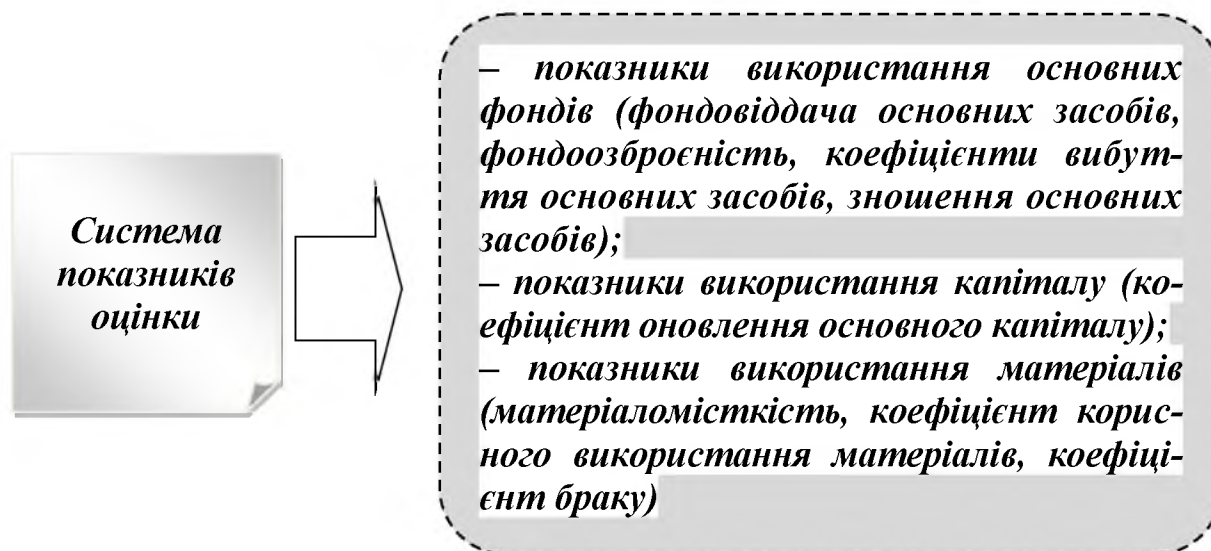 Система
показників
оцінки
– показники використання основних
фондів (фондовіддача основних засобів,
фондоозброєність, коефіцієнти вибут-
тя основних засобів, зношення основних
засобів);
– показники використання капіталу (ко-
ефіцієнт оновлення основного капіталу);
– показники використання матеріалів
(матеріаломісткість, коефіцієнт корис-
ного використання матеріалів, коефіці-
єнт браку)